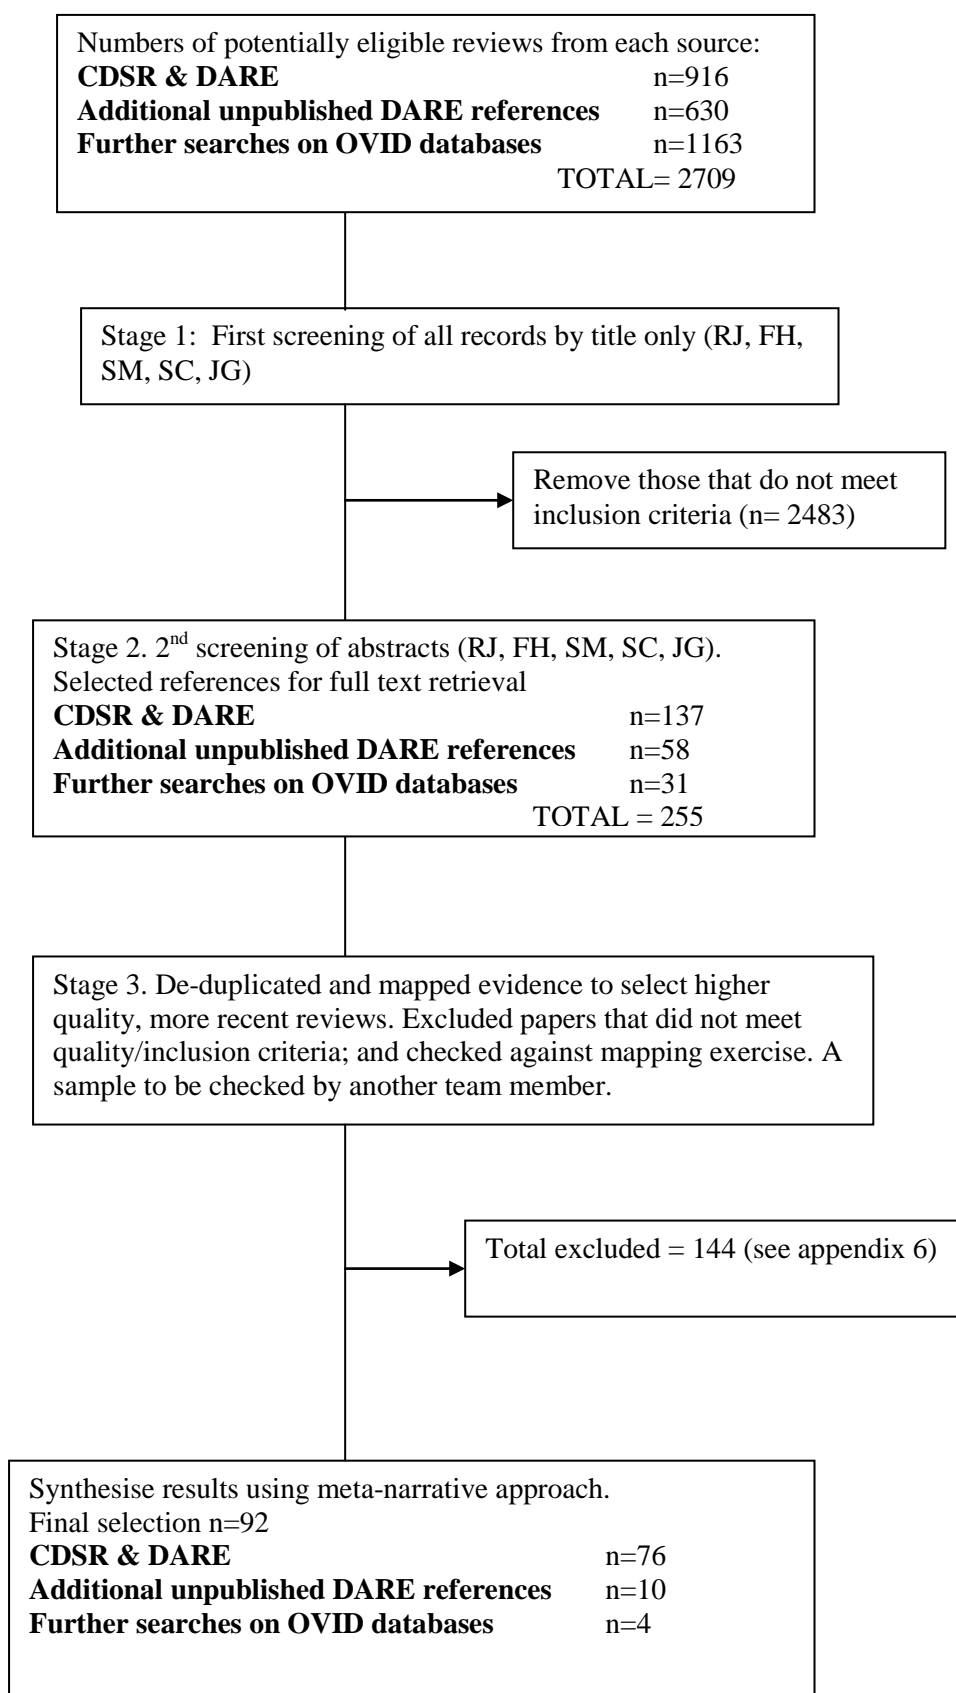 Numbers of potentially eligible reviews from each source:
CDSR & DARE n=916
Additional unpublished DARE references n=630
Further searches on OVID databases n=1163
TOTAL= 2709
Stage 1: First screening of all records by title only (RJ, FH,
SM, SC, JG)
Remove those that do not meet
inclusion criteria (n= 2483)
Stage 2. 2nd screening of abstracts (RJ, FH, SM, SC, JG).
Selected references for full text retrieval
CDSR & DARE n=137
Additional unpublished DARE references n=58
Further searches on OVID databases n=31
TOTAL = 255
Stage 3. De-duplicated and mapped evidence to select higher
quality, more recent reviews. Excluded papers that did not meet
quality/inclusion criteria; and checked against mapping exercise. A
sample to be checked by another team member.
Total excluded = 144 (see appendix 6)
Synthesise results using meta-narrative approach.
Final selection n=92
CDSR & DARE n=76
Additional unpublished DARE references n=10
Further searches on OVID databases n=4